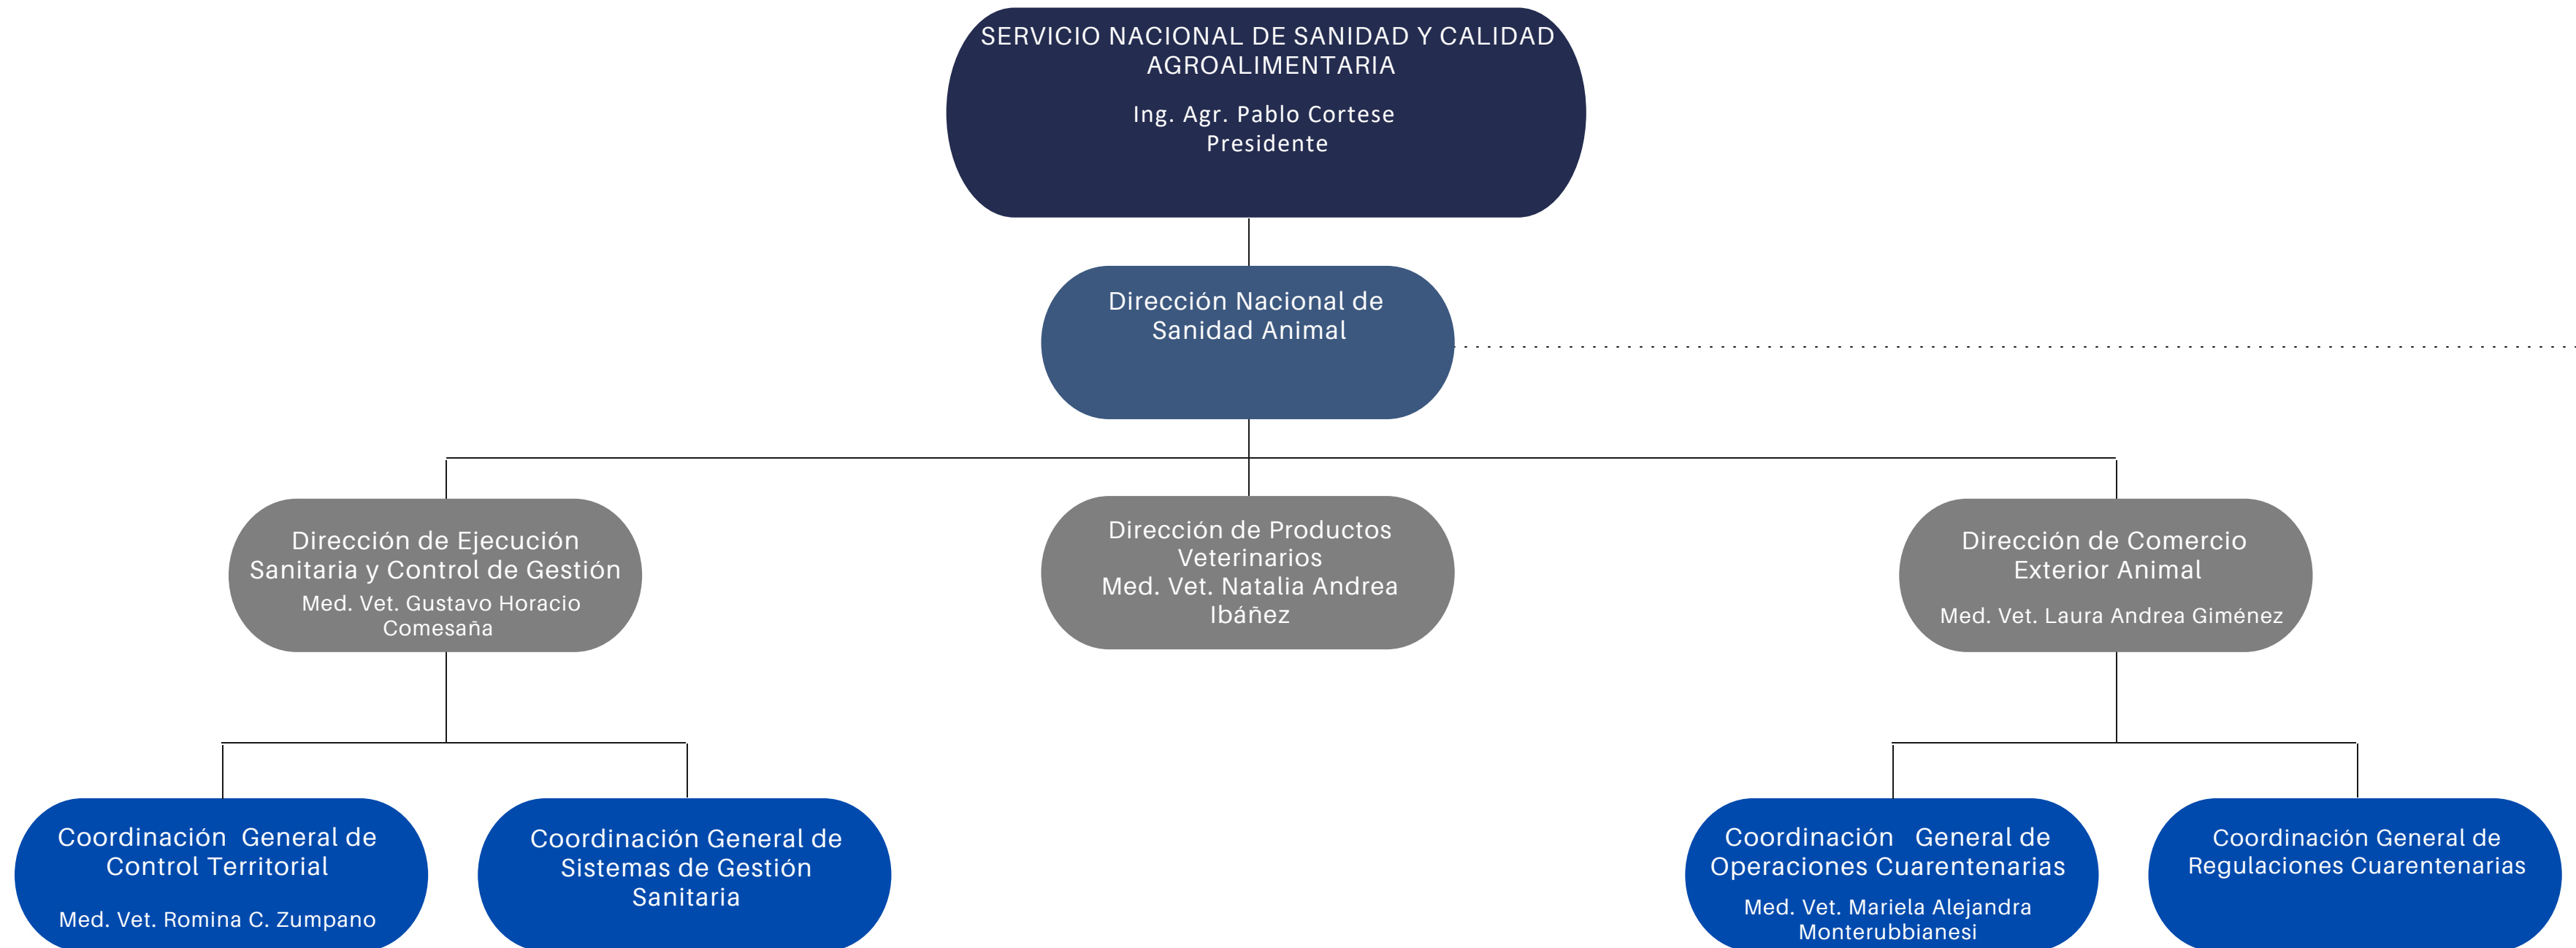 SERVICIO NACIONAL DE SANIDAD Y CALIDAD
AGROALIMENTARIA
Ing. Agr. Pablo Cortese
Presidente
Dirección Nacional de
Sanidad Animal
Dirección de Ejecución
Sanitaria y Control de Gestión
Med. Vet. Gustavo Horacio
Comesaña
Dirección de Productos
Veterinarios
Med. Vet. Natalia Andrea
Ibáñez
Dirección de Comercio
Exterior Animal
Med. Vet. Laura Andrea Giménez
Coordinación General de
Control Territorial
Med. Vet. Romina C. Zumpano
Coordinación General de
Sistemas de Gestión
Sanitaria
Coordinación General de
Operaciones Cuarentenarias
Med. Vet. Mariela Alejandra
Monterubbianesi
Coordinación General de
Regulaciones Cuarentenarias